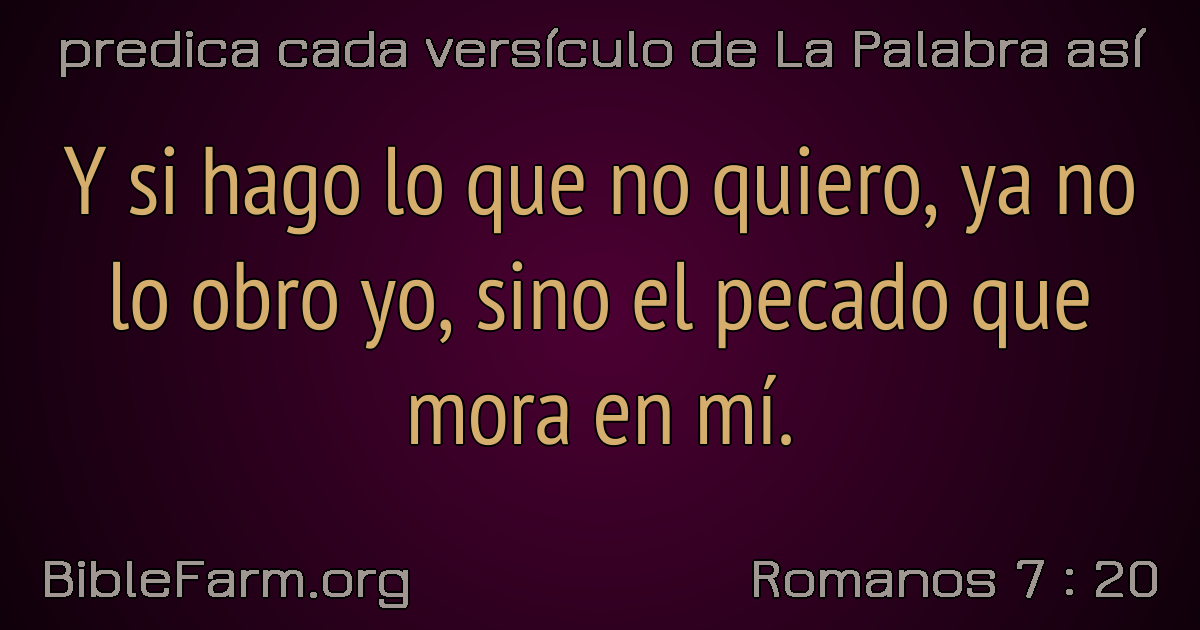 predica cada versículo de La Palabra así
Y si hago lo que no quiero, ya no
lo obro yo, sino el pecado que
mora en mí.
BibleFarm.org
Romanos 7 : 20